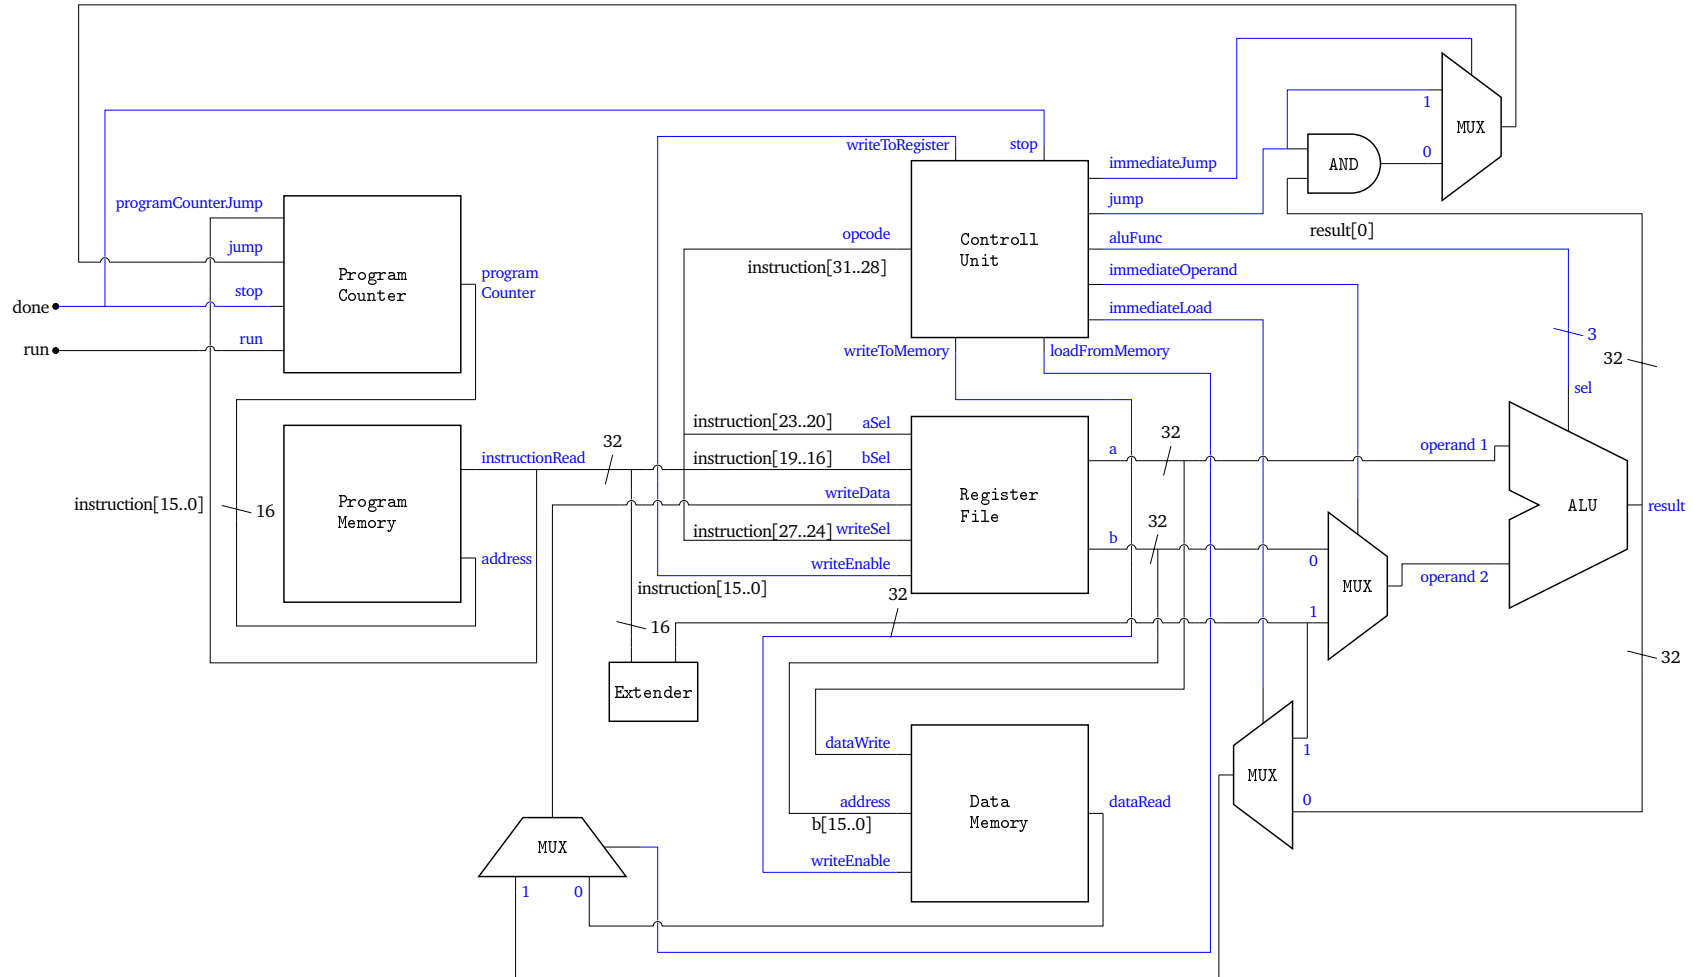 MUX
1
0
AND
result[0]
writeToRegister
stop
immediateJump
jump
aluFunc
immediateOperand
immediateLoad
opcode
instruction[31..28]
Controll
Unit
writeToMemory
loadFromMemory
programCounterJump
jump
stop
run
done
run
Program
Counter
program
Counter
3
32
sel
instruction[23..20]
aSel
instruction[19..16]
bSel
writeData
instruction[27..24]
writeSel
writeEnable
instruction[15..0]
Register
File
a
32
b
32
operand 1
operand 2
ALU
result
32
instructionRead
32
Program
Memory
address
instruction[15..0]
16
0
1
MUX
32
16
Extender
dataWrite
address
b[15..0]
writeEnable
Data
Memory
dataRead
MUX
1
0
MUX
1
0